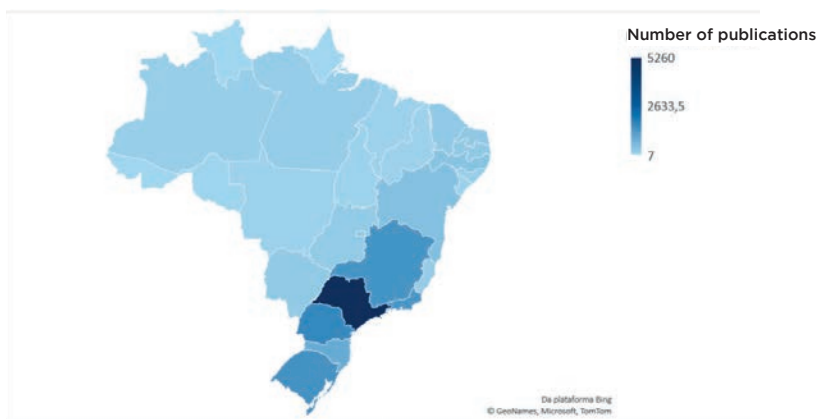 Number of publications
5260
2633,5
7
Da plataforma Bing
© GeoNames, Microsoft, TomTom